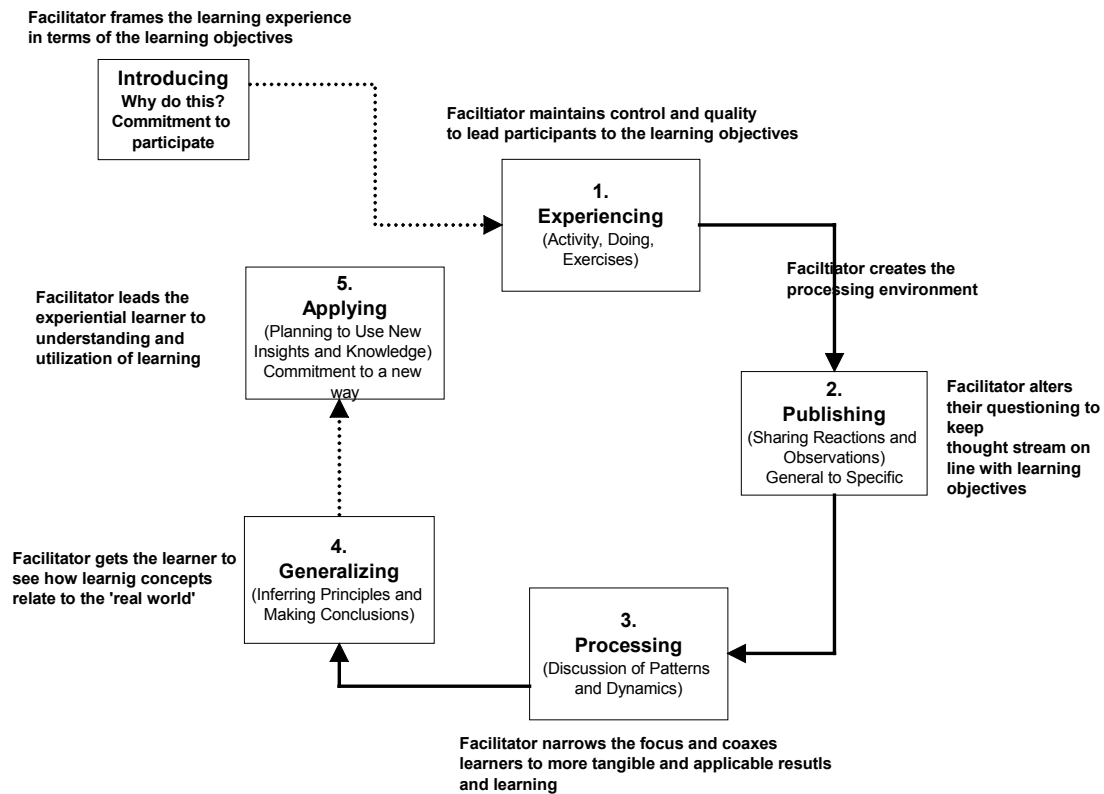 Facilitator frames the learning experience
in terms of the learning objectives
Introducing
Why do this?
Commitment to
participate
Faciltiator maintains control and quality
to lead participants to the learning objectives
1.
Experiencing
(Activity, Doing,
Exercises)
Faciltiator creates the
processing environment
2.
Publishing
(Sharing Reactions and
Observations)
General to Specific
Facilitator alters
their questioning to
keep
thought stream on
line with learning
objectives
3.
Processing
(Discussion of Patterns
and Dynamics)
Facilitator narrows the focus and coaxes
learners to more tangible and applicable resutls
and learning
4.
Generalizing
(Inferring Principles and
Making Conclusions)
Facilitator gets the learner to
see how learnig concepts
relate to the 'real world'
5.
Applying
(Planning to Use New
Insights and Knowledge)
Commitment to a new
way
Facilitator leads the
experiential learner to
understanding and
utilization of learning